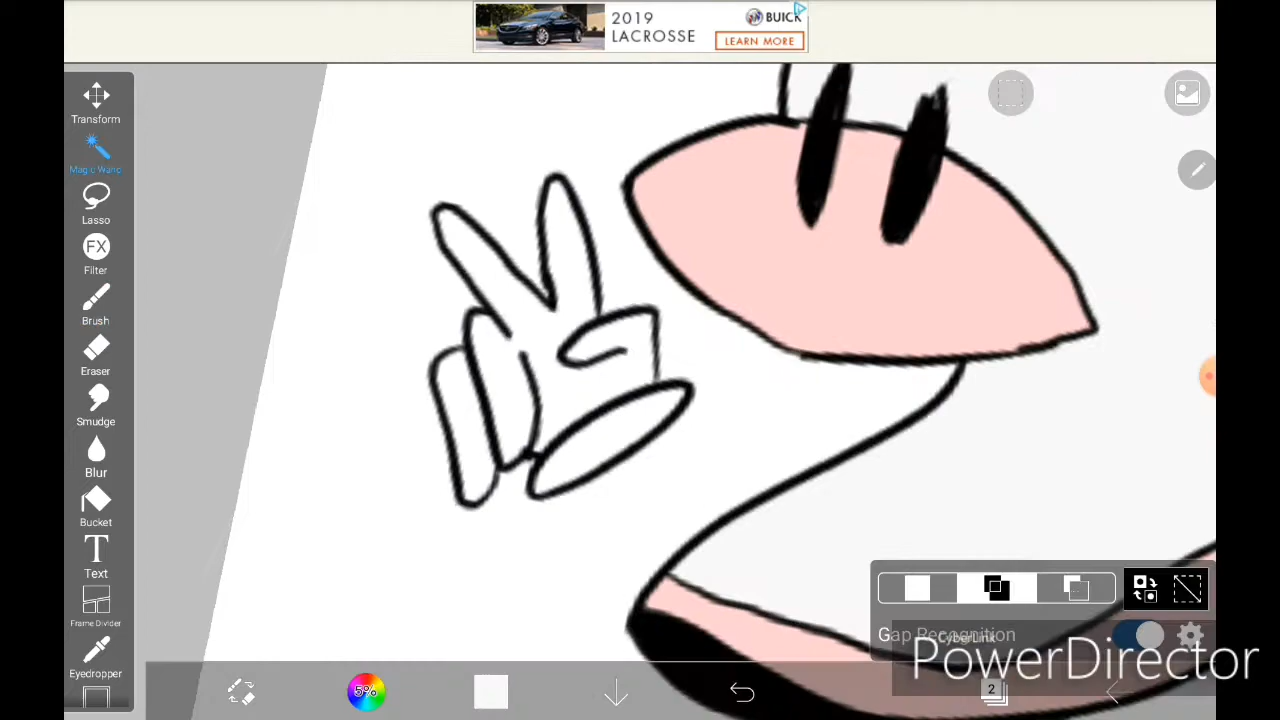 2019
LACROSSE
BUICK
LEARN MORE
Transform
Magic Wand
Lasso
FX
Filter
Brush
Eraser
Smudge
Blur
Bucket
T
Text
Frame Divider
Eyedropper
Gap Recognition
CyberLink
PowerDirector
5%
2